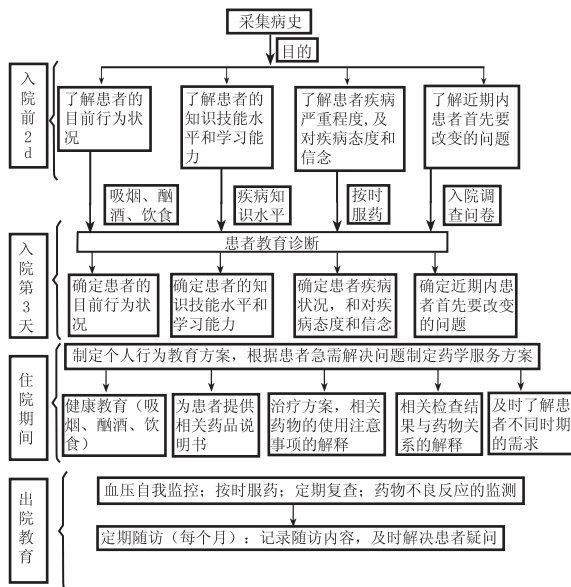 采集病史
目的
入
院
前
2d
了解患者的
目前行为状
况
了解患者的
知识技能水
平和学习能
力
了解患者疾病
严重程度,及
对疾病态度和
信念
了解近期内
患者首先要
改变的问题
吸烟、酗
酒、饮食
疾病知
识水平
按时
服药
入院调
查问卷
入
院
第
3
天
患者教育诊断
确定患者的
目前行为状
况
确定患者的知
识技能水平和
学习能力
确定患者疾病
状况，和对疾
病态度和信念
确定近期内患
者首先要改变
的问题
住
院
期
间
制定个人行为教育方案，根据患者急需解决问题制定药学服务方案
健康教育（吸
烟、酗酒、饮
食）
为患者提供
相关药品说
明书
治疗方案，相关
药物的使用注意
事项的解释
相关检查结
果与药物关
系的解释
及时了解患
者不同时期
的需求
出
院
教
育
血压自我监控；按时服药；定期复查；药物不良反应的监测
定期随访（每个月）：记录随访内容，及时解决患者疑问